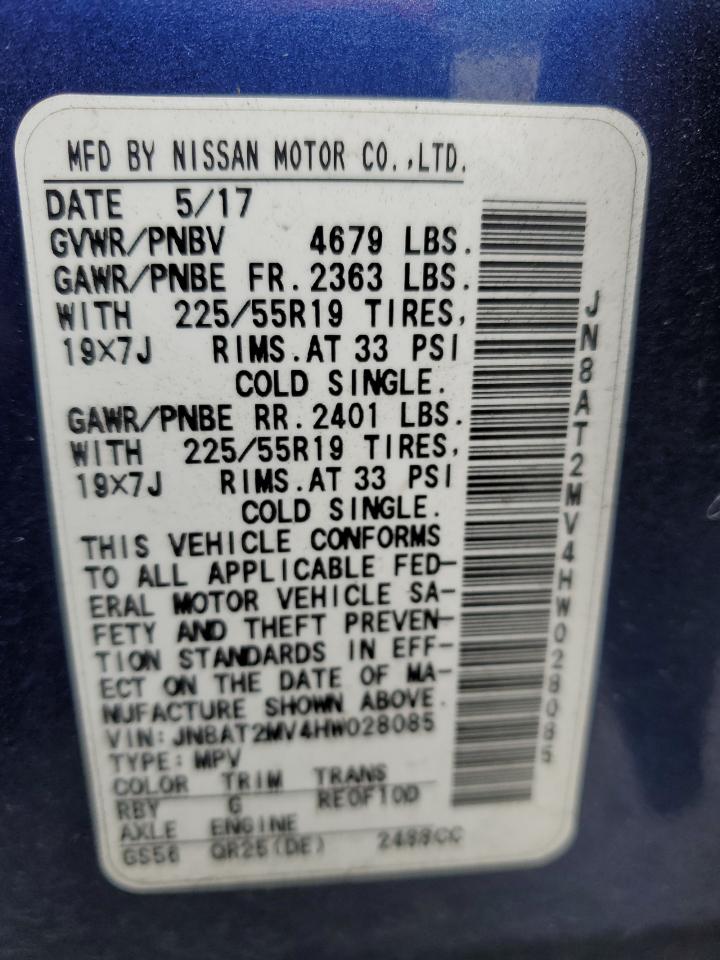 MFD BY NISSAN MOTOR CO.,LTD.
DATE 5/17
GVWR/PNBV 4679 LBS.
GAWR/PNBE FR.2363 LBS.
WITH 225/55R19 TIRES,
19X7J RIMS.AT 33 PSI
COLD SINGLE.
GAWR/PNBE RR.2401 LBS.
WITH 225/55R19 TIRES,
19X7J RIMS.AT 33 PSI
COLD SINGLE.
THIS VEHICLE CONFORMS
TO ALL APPLICABLE FED-
ERAL MOTOR VEHICLE SA-
FETY AND THEFT PREVEN-
TION STANDARDS IN EFF-
ECT ON THE DATE OF MA-
NUFACTURE SHOWN ABOVE.
VIN:JN8AT2MV4HW028085
TYPE:MPV
COLOR TRIM TRANS
RBY G RE0F10D
AXLE ENGINE
GS56 QR25(DE) 2488CC
JN8AT2MV4HW028085